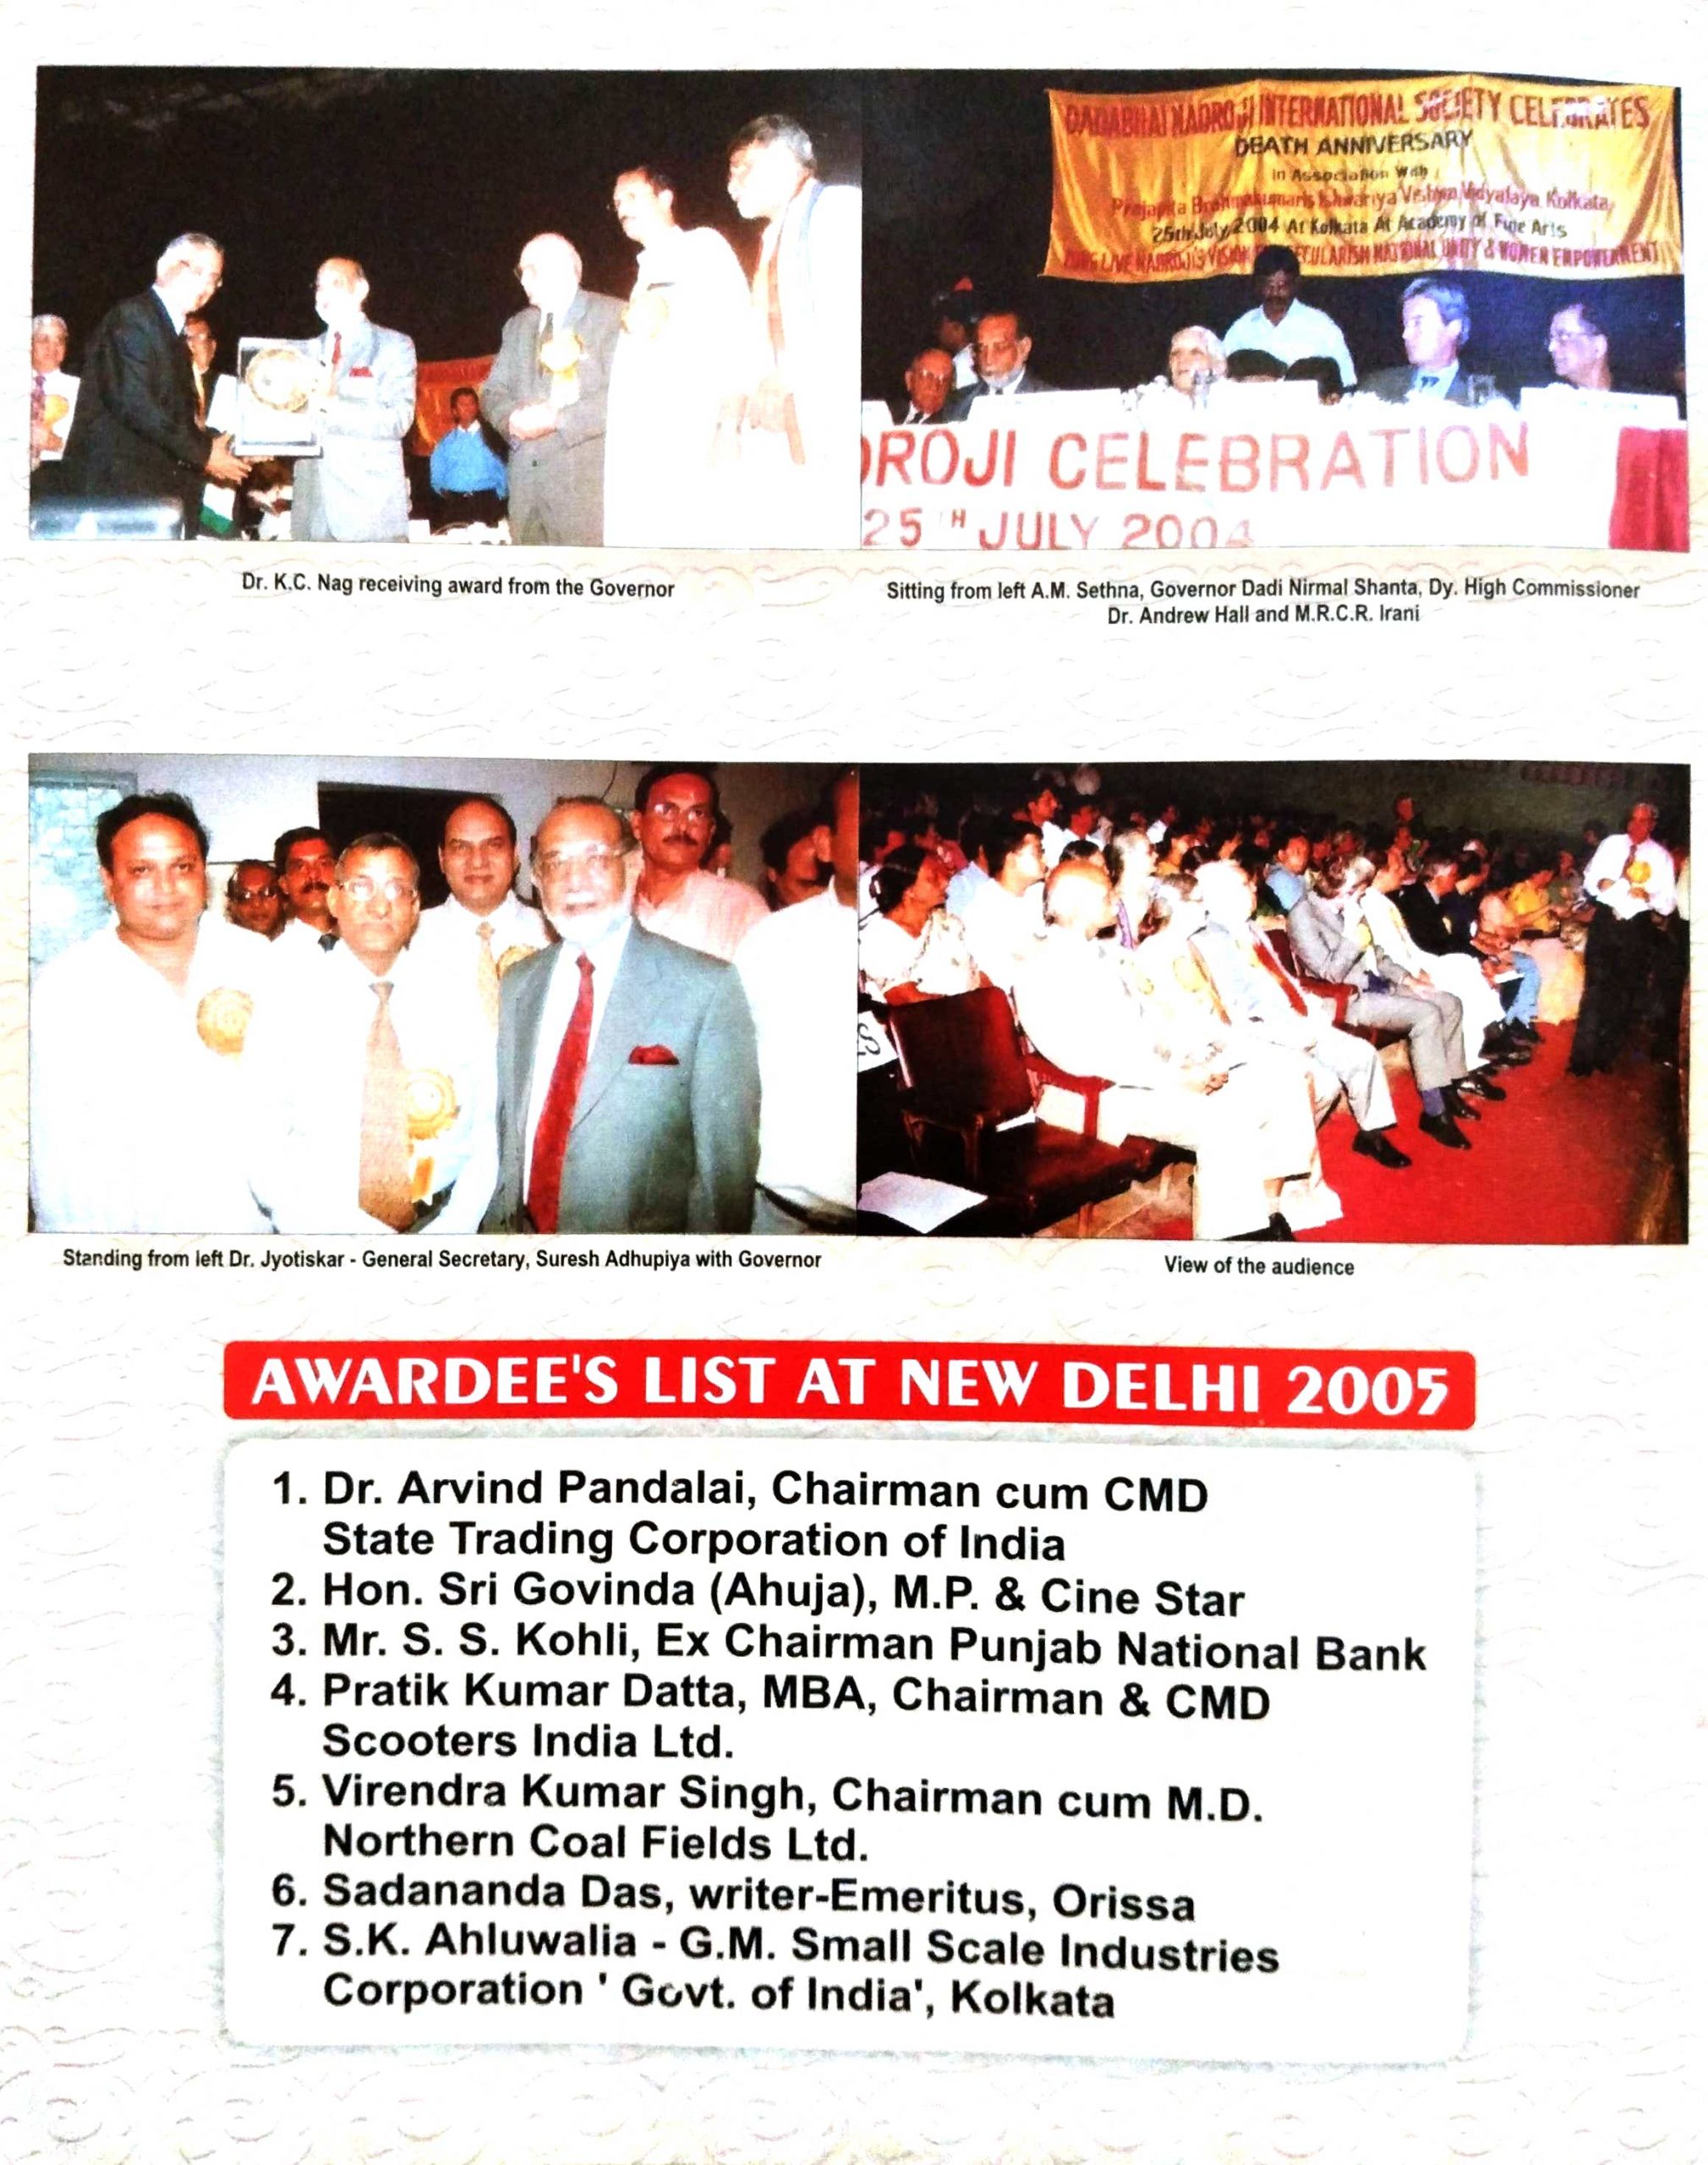 DADABHAI NAOROJI INTERNATIONAL SOCIETY CELEBRATES
DEATH ANNIVERSARY
In Association With
Prajapita Brahmakumaris Ishwariya Vishwa Vidyalaya Kolkata
25th July 2004 At Kolkata At Academy of Fine Arts
LIVE NAOROJI'S NATIONAL UNITY & WOMEN EMPOWERMENT
ROJI CELEBRATION
25TH JULY 2004
Dr. K.C. Nag receiving award from the Governor
Sitting from left A.M. Sethna, Governor Dadi Nirmal Shanta, Dy. High Commissioner
Dr. Andrew Hall and M.R.C.R. Irani
Standing from left Dr. Jyotiskar - General Secretary, Suresh Adhupiya with Governor
View of the audience
AWARDEE'S LIST AT NEW DELHI 2005
1. Dr. Arvind Pandalai, Chairman cum CMD
State Trading Corporation of India
2. Hon. Sri Govinda (Ahuja), M.P. & Cine Star
3. Mr. S. S. Kohli, Ex Chairman Punjab National Bank
4. Pratik Kumar Datta, MBA, Chairman & CMD
Scooters India Ltd.
5. Virendra Kumar Singh, Chairman cum M.D.
Northern Coal Fields Ltd.
6. Sadananda Das, writer-Emeritus, Orissa
7. S.K. Ahluwalia - G.M. Small Scale Industries
Corporation ' Govt. of India', Kolkata